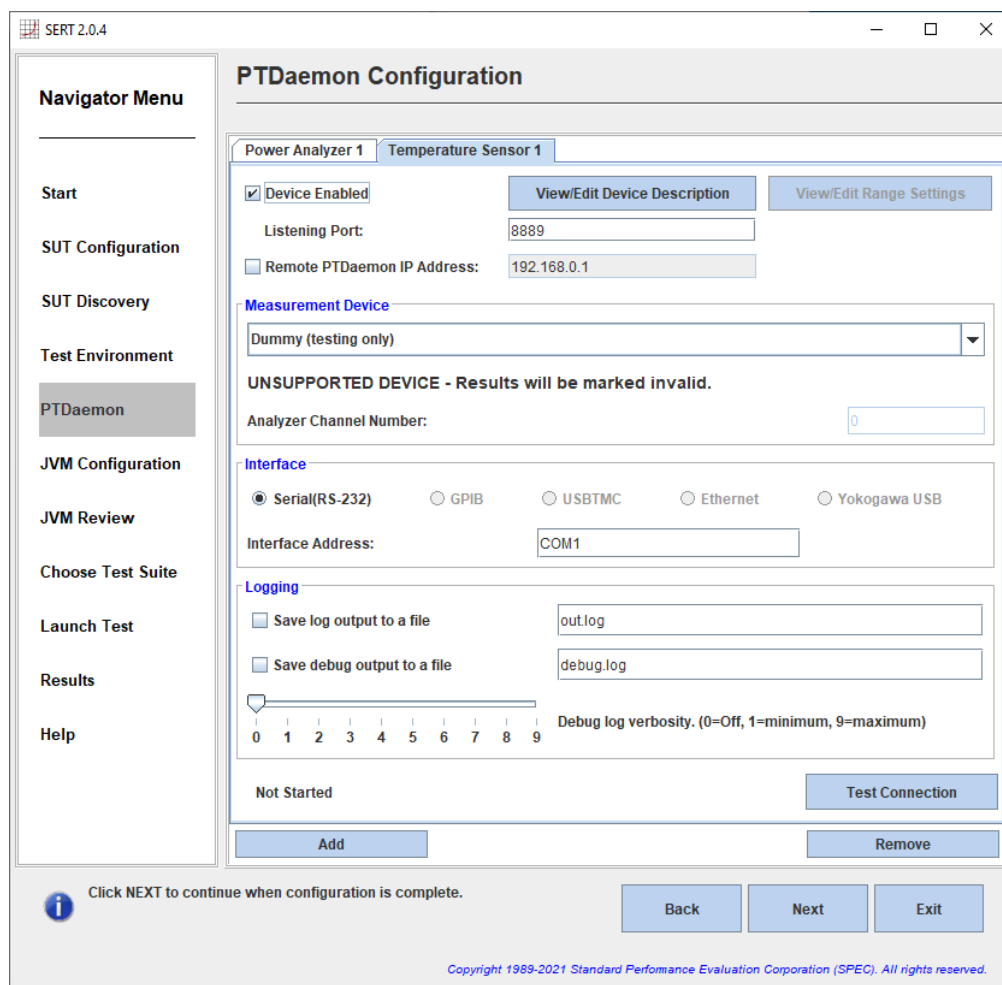 SERT 2.0.4
Navigator Menu
Start
SUT Configuration
SUT Discovery
Test Environment
PTDaemon
JVM Configuration
JVM Review
Choose Test Suite
Launch Test
Results
Help
PTDaemon Configuration
Power Analyzer 1 Temperature Sensor 1
Device Enabled View/Edit Device Description View/Edit Range Settings
Listening Port: 8889
Remote PTDaemon IP Address: 192.168.0.1
Measurement Device
Dummy (testing only)
UNSUPPORTED DEVICE - Results will be marked invalid.
Analyzer Channel Number: 0
Interface
Serial(RS-232) GPIB USBTMC Ethernet Yokogawa USB
Interface Address: COM1
Logging
Save log output to a file out.log
Save debug output to a file debug.log
0 1 2 3 4 5 6 7 8 9
Debug log verbosity. (0=Off, 1=minimum, 9=maximum)
Not Started Test Connection
Add Remove
Click NEXT to continue when configuration is complete.
Back Next Exit
Copyright 1989-2021 Standard Performance Evaluation Corporation (SPEC). All rights reserved.